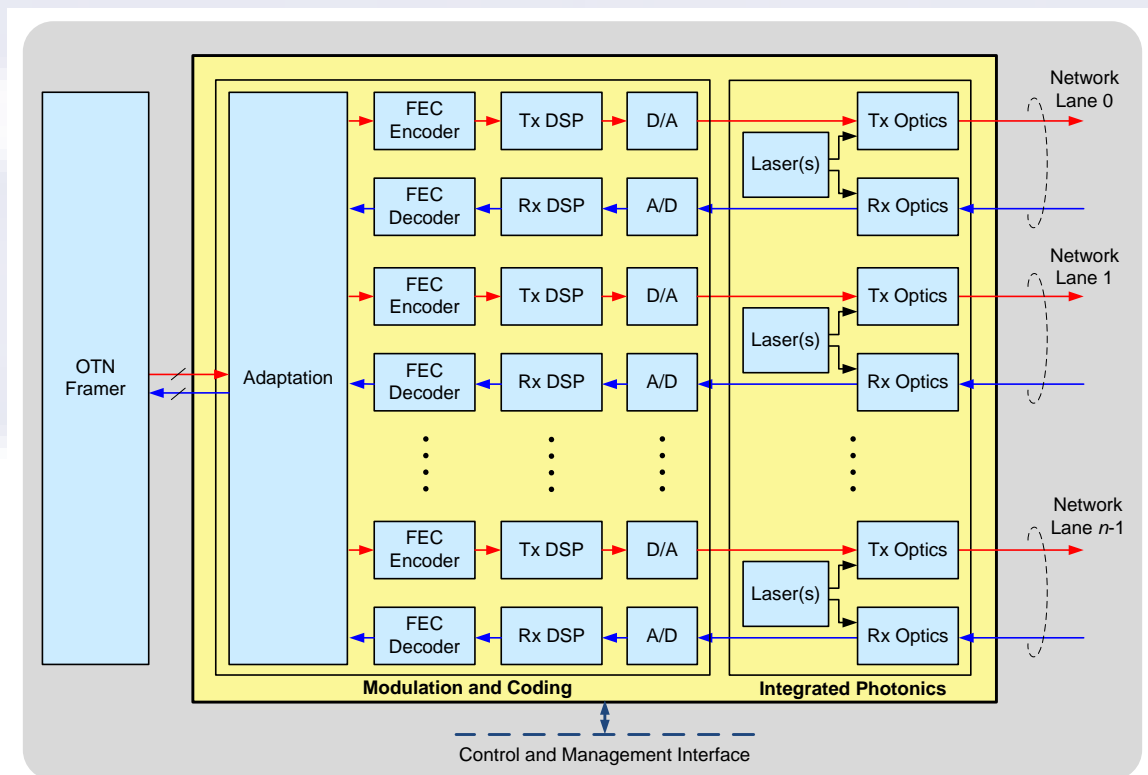 Network
Lane 0
FEC
Encoder
Tx DSP
D/A
Tx Optics
Laser(s)
FEC
Decoder
Rx DSP
A/D
Rx Optics
Network
Lane 1
FEC
Encoder
Tx DSP
D/A
Tx Optics
Laser(s)
OTN
Framer
Adaptation
FEC
Decoder
Rx DSP
A/D
Rx Optics
Network
Lane n-1
FEC
Encoder
Tx DSP
D/A
Tx Optics
Laser(s)
FEC
Decoder
Rx DSP
A/D
Rx Optics
Modulation and Coding
Integrated Photonics
Control and Management Interface